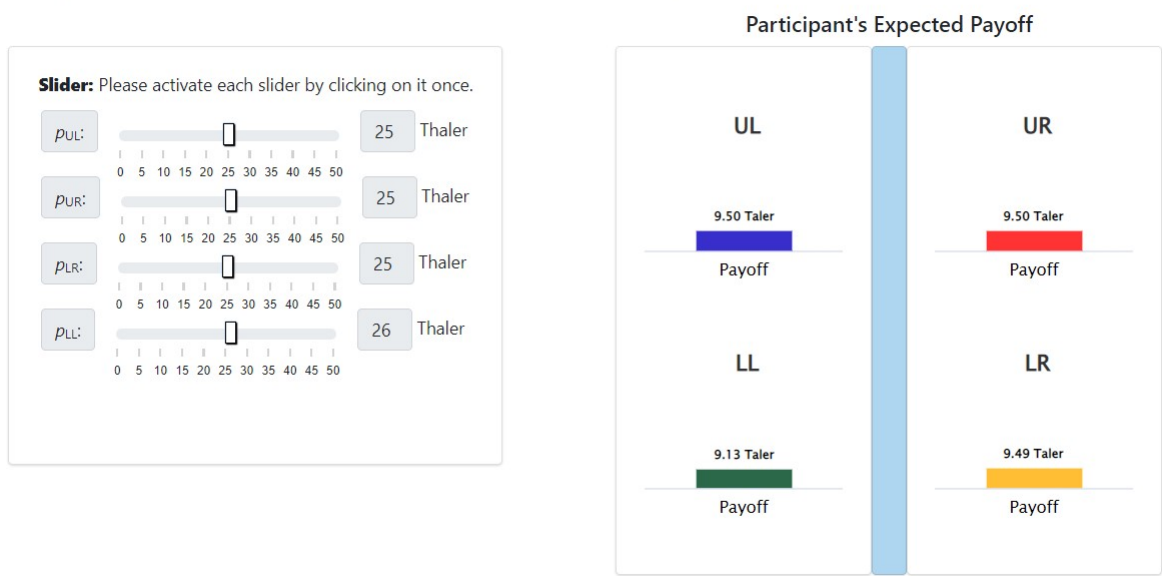 Participant's Expected Payoff
Slider: Please activate each slider by clicking on it once.
pUL: 25 Thaler
0 5 10 15 20 25 30 35 40 45 50
pUR: 25 Thaler
0 5 10 15 20 25 30 35 40 45 50
pLR: 25 Thaler
0 5 10 15 20 25 30 35 40 45 50
pLL: 26 Thaler
0 5 10 15 20 25 30 35 40 45 50
UL UR
9.50 Taler 9.50 Taler
Payoff Payoff
LL LR
9.13 Taler 9.49 Taler
Payoff Payoff